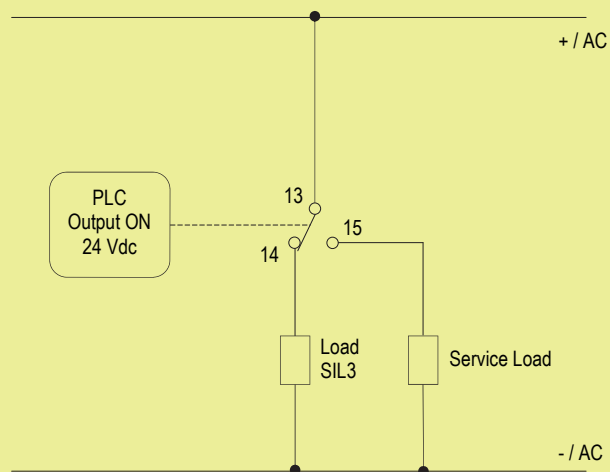 + / AC
PLC
Output ON
24 Vdc
13
14
15
Load
SIL3
Service Load
- / AC